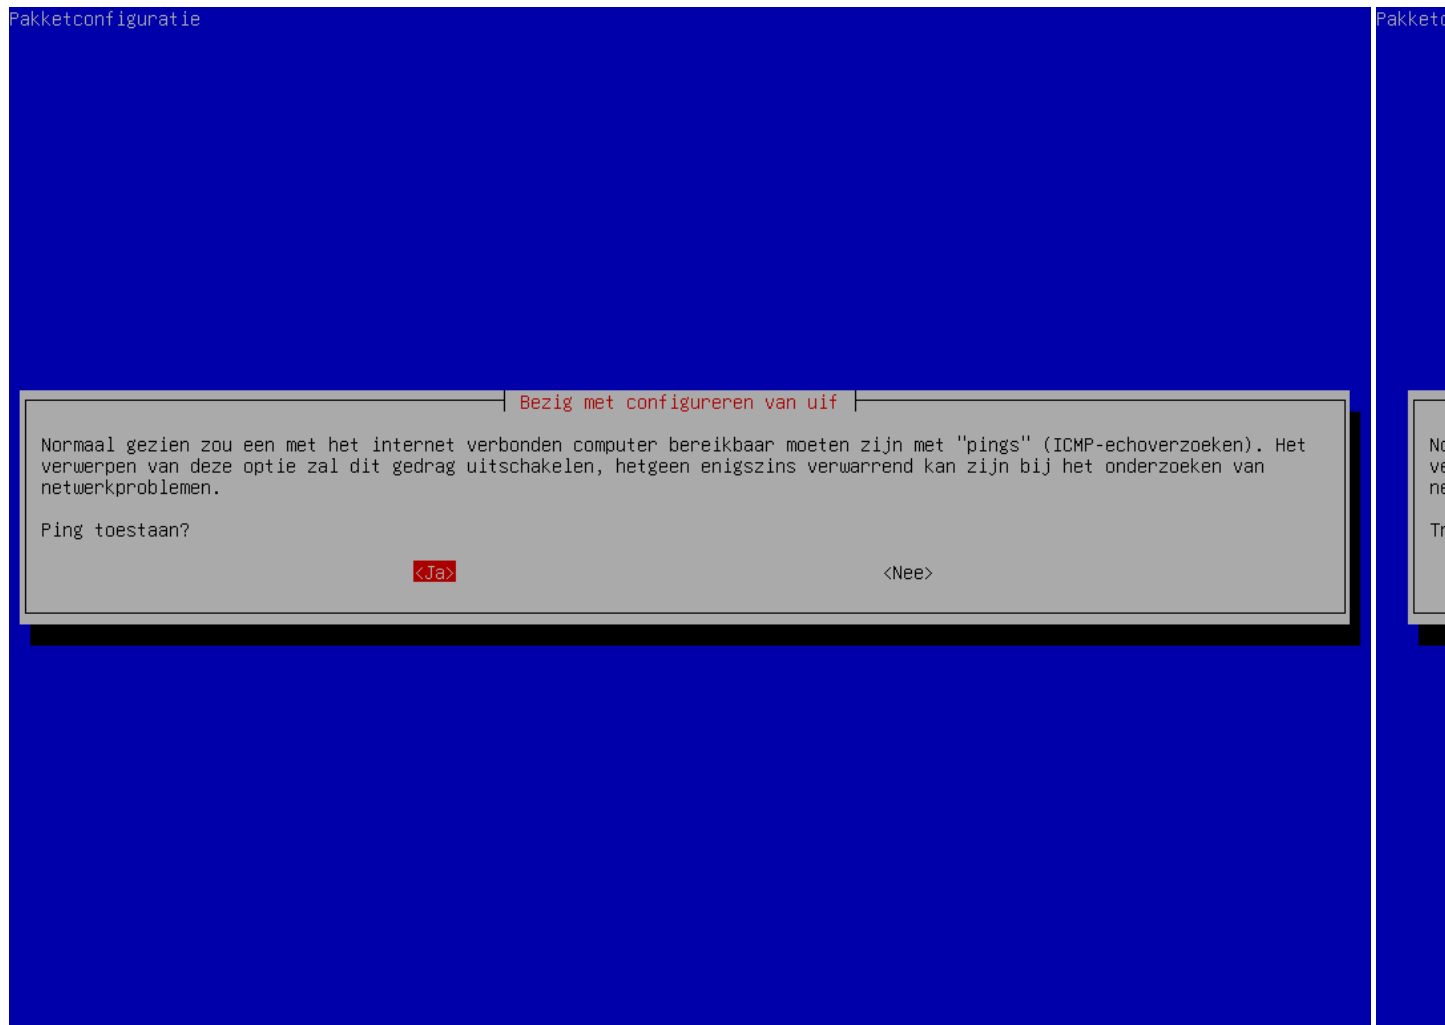 Pakketconfiguratie
Bezig met configureren van uif
Normaal gezien zou een met het internet verbonden computer bereikbaar moeten zijn met "pings" (ICMP-echoverzoeken). Het
verwerpen van deze optie zal dit gedrag uitschakelen, hetgeen enigszins verwarrend kan zijn bij het onderzoeken van
netwerkproblemen.
Ping toestaan?
<Ja> <Nee>